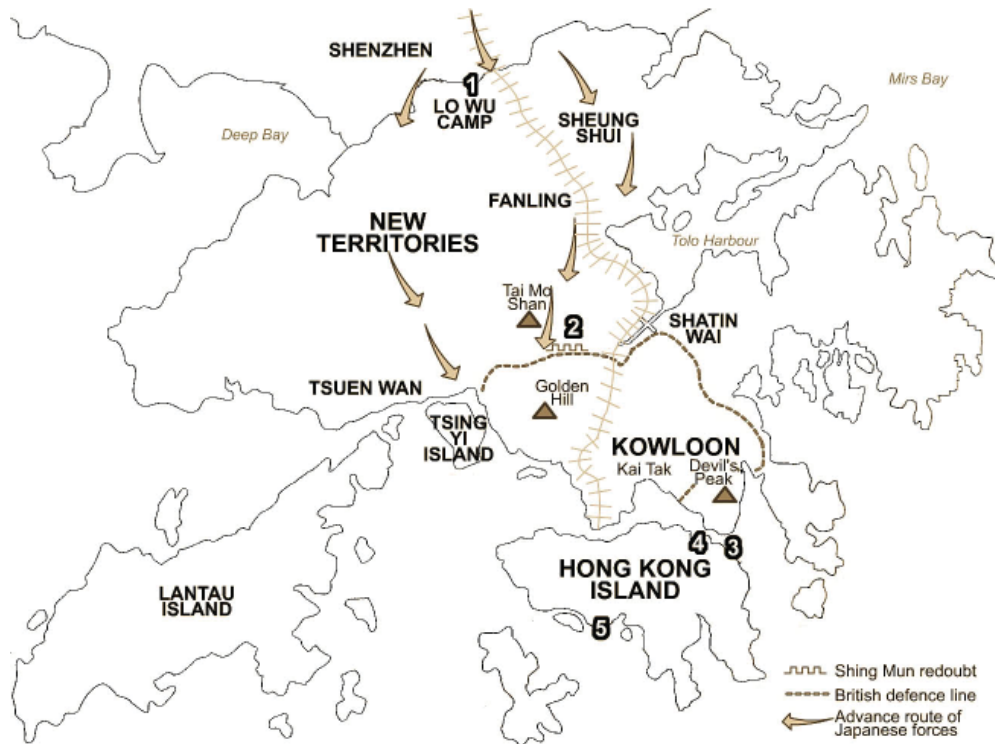 SHENZHEN
Mirs Bay
1
LO WU
CAMP
SHEUNG
SHUI
Deep Bay
FANLING
NEW
TERRITORIES
Tolo Harbour
Tai Mo
Shan
2
SHATIN
WAI
TSUEN WAN
Golden
Hill
TSING
YI
ISLAND
KOWLOON
Kai Tak
Devil's
Peak
4
3
HONG KONG
ISLAND
LANTAU
ISLAND
5
Shing Mun redoubt
British defence line
Advance route of
Japanese forces